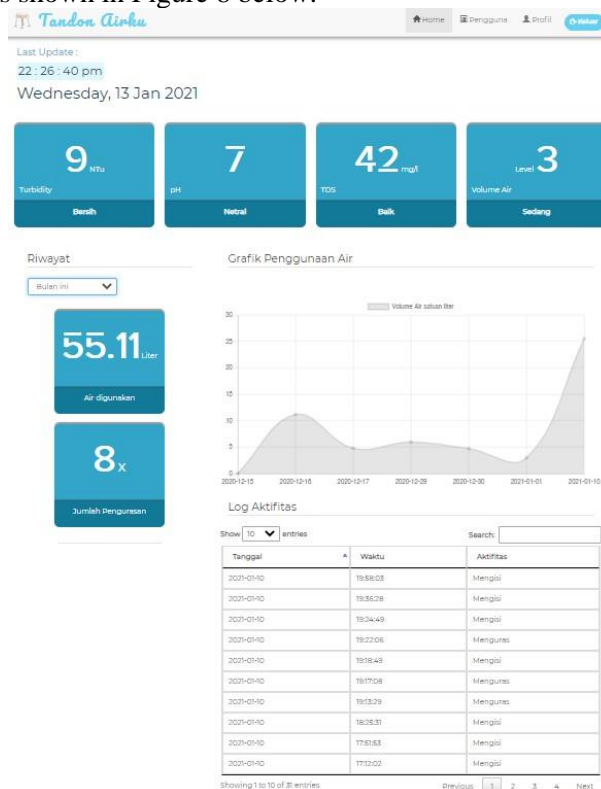 s shown in Figure 8 below.
Tandon Airku
Home Pengguna Profil Keluar
Last Update :
22 : 26 : 40 pm
Wednesday, 13 Jan 2021
9 NTu
Turbidity
Bersih
7
pH
Netral
42 mg/l
TDS
Baik
Level 3
Volume Air
Sedang
Riwayat
Bulan ini
55.11 Liter
Air digunakan
8 x
Jumlah Pengurasan
Grafik Penggunaan Air
Volume Air satuan liter
30
25
20
15
10
5
0
2020-12-15 2020-12-16 2020-12-17 2020-12-29 2020-12-30 2021-01-01 2021-01-10
Log Aktifitas
Show 10 entries Search:
Tanggal Waktu Aktifitas
2021-01-10 19:58:03 Mengisi
2021-01-10 19:36:28 Mengisi
2021-01-10 19:24:49 Mengisi
2021-01-10 19:22:06 Menguras
2021-01-10 19:18:49 Mengisi
2021-01-10 19:17:08 Menguras
2021-01-10 19:13:29 Menguras
2021-01-10 18:25:31 Mengisi
2021-01-10 17:51:53 Mengisi
2021-01-10 17:12:02 Mengisi
Showing 1 to 10 of 31 entries Previous 1 2 3 4 Next